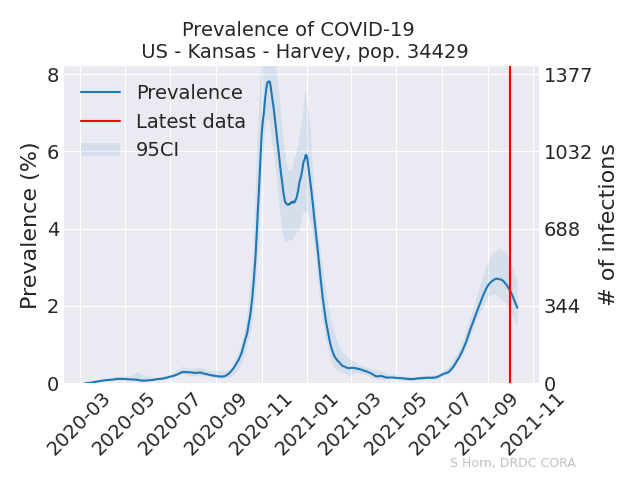 Prevalence of COVID-19
US - Kansas - Harvey, pop. 34429
Prevalence
Latest data
95CI
Prevalence (%)
8
6
4
2
0
# of infections
1377
1032
688
344
0
2020-03
2020-05
2020-07
2020-09
2020-11
2021-01
2021-03
2021-05
2021-07
2021-09
2021-11
S Horn, DRDC CORA